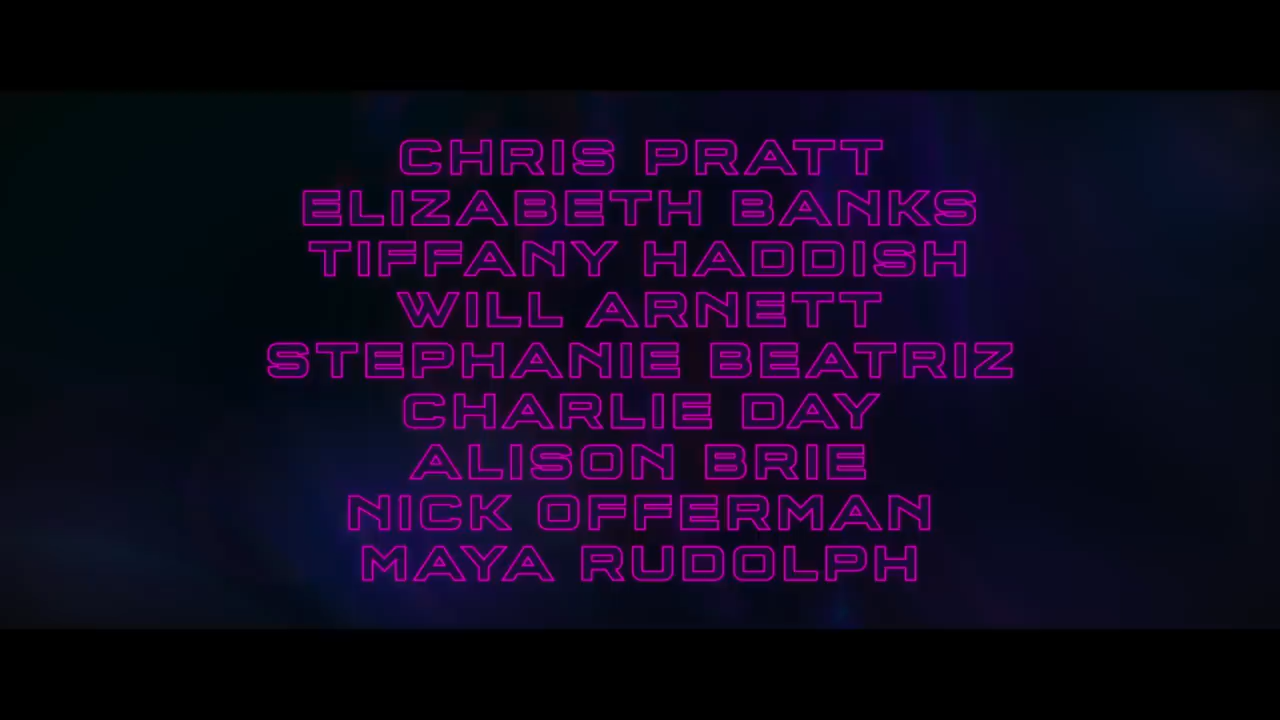 CHRIS PRATT
ELIZABETH BANKS
TIFFANY HADDISH
WILL ARNETT
STEPHANIE BEATRIZ
CHARLIE DAY
ALISON BRIE
NICK OFFERMAN
MAYA RUDOLPH